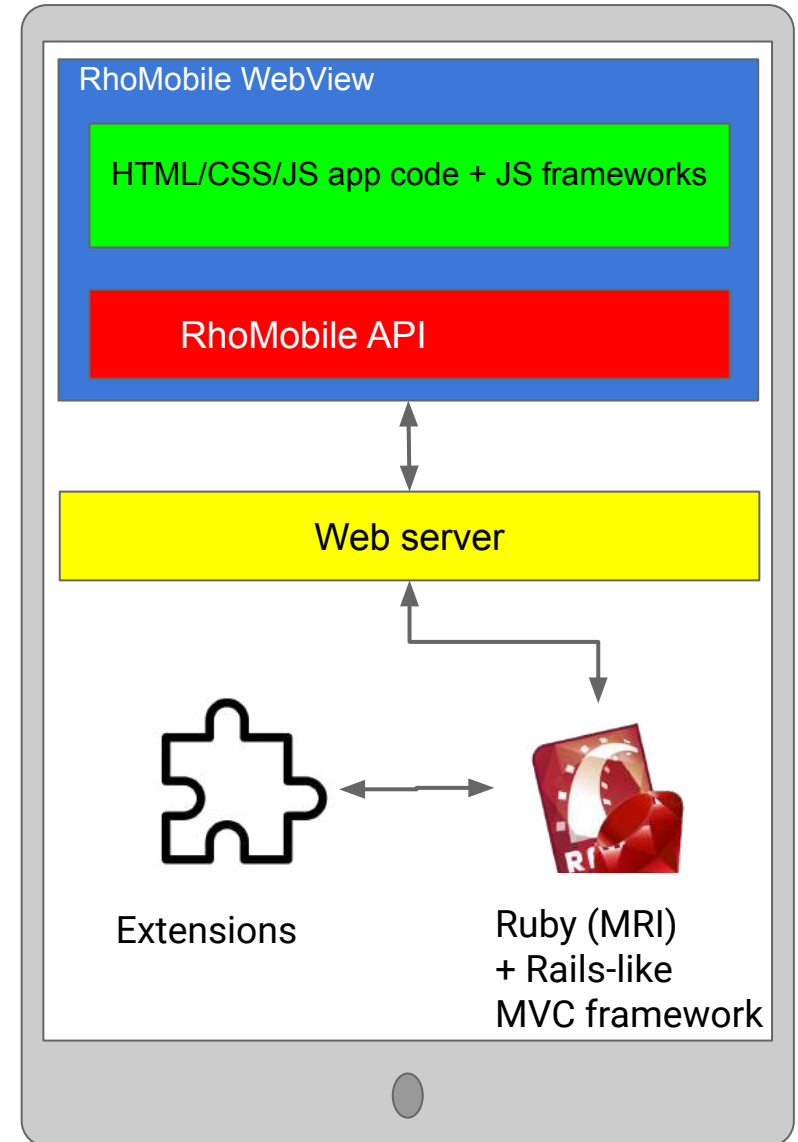 RhoMobile WebView
HTML/CSS/JS app code + JS frameworks
RhoMobile API
Web server
Extensions
Ruby (MRI)
+ Rails-like
MVC framework